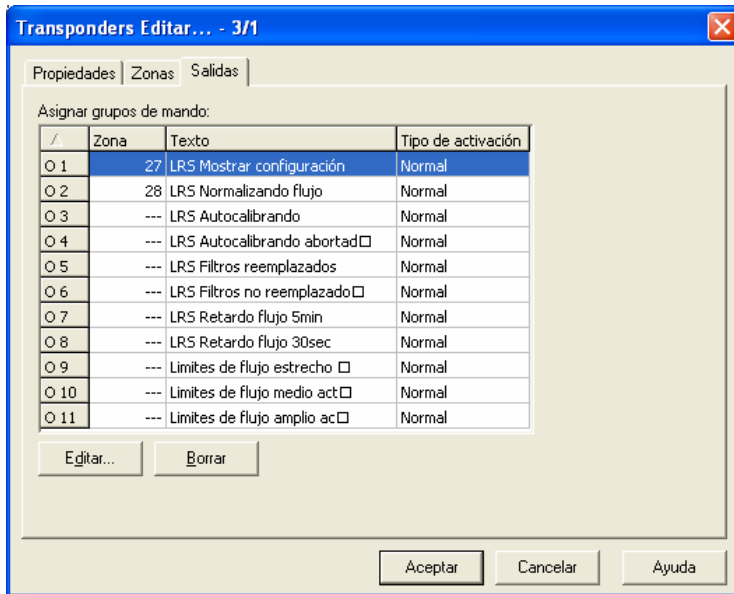 Transponders Editar... - 3/1
Propiedades Zonas Salidas
Asignar grupos de mando:
Zona Texto Tipo de activación
O 1 27 LRS Mostrar configuración Normal
O 2 28 LRS Normalizando flujo Normal
O 3 --- LRS Autocalibrando Normal
O 4 --- LRS Autocalibrando abortad□ Normal
O 5 --- LRS Filtros reemplazados Normal
O 6 --- LRS Filtros no reemplazado□ Normal
O 7 --- LRS Retardo flujo 5min Normal
O 8 --- LRS Retardo flujo 30sec Normal
O 9 --- Limites de flujo estrecho □ Normal
O 10 --- Limites de flujo medio act□ Normal
O 11 --- Limites de flujo amplio ac□ Normal
Editar... Borrar
Aceptar Cancelar Ayuda